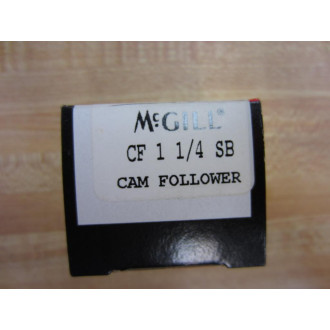 McGILL®
CF 1 1/4 SB
CAM FOLLOWER